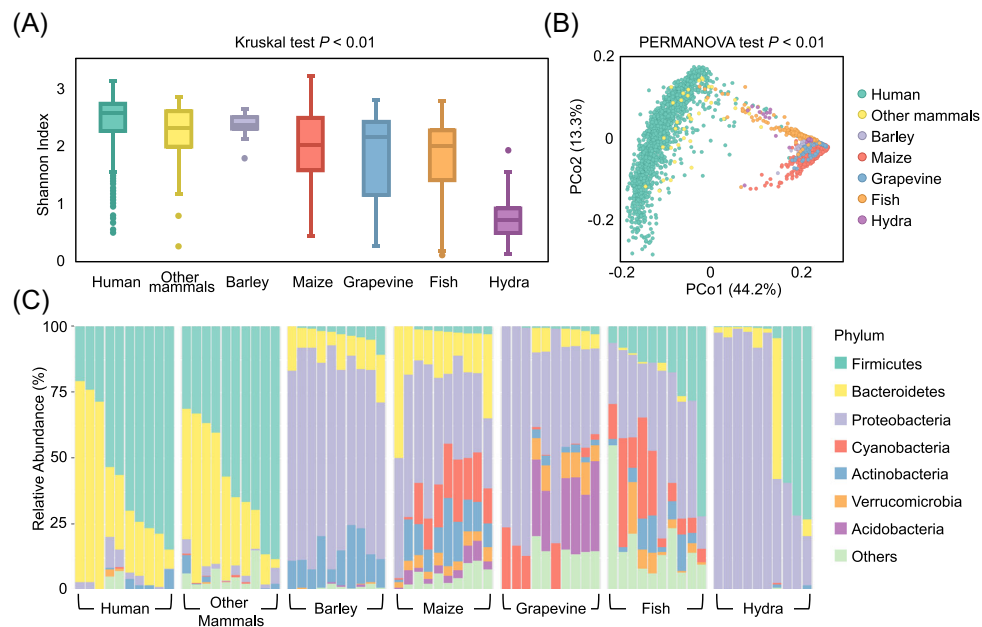 (A)
Kruskal test P < 0.01
Shannon Index
3
2
1
0
Human
Other
mammals
Barley
Maize
Grapevine
Fish
Hydra
(B)
PERMANOVA test P < 0.01
PCo2 (13.3%)
0.2
0
-0.2
-0.2
0
0.2
PCo1 (44.2%)
Human
Other mammals
Barley
Maize
Grapevine
Fish
Hydra
(C)
Relative Abundance (%)
100
75
50
25
0
Human
Other
Mammals
Barley
Maize
Grapevine
Fish
Hydra
Phylum
Firmicutes
Bacteroidetes
Proteobacteria
Cyanobacteria
Actinobacteria
Verrucomicrobia
Acidobacteria
Others